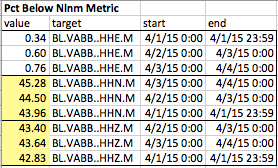 Pct Below Nlnm Metric
value target start end
0.34 BL.VABB..HHE.M 4/1/15 0:00 4/1/15 23:59
0.60 BL.VABB..HHE.M 4/2/15 0:00 4/3/15 0:00
0.76 BL.VABB..HHE.M 4/3/15 0:00 4/4/15 0:00
45.28 BL.VABB..HHN.M 4/3/15 0:00 4/4/15 0:00
44.50 BL.VABB..HHN.M 4/2/15 0:00 4/3/15 0:00
43.96 BL.VABB..HHN.M 4/1/15 0:00 4/1/15 23:59
43.40 BL.VABB..HHZ.M 4/2/15 0:00 4/3/15 0:00
43.64 BL.VABB..HHZ.M 4/3/15 0:00 4/4/15 0:00
42.83 BL.VABB..HHZ.M 4/1/15 0:00 4/1/15 23:59